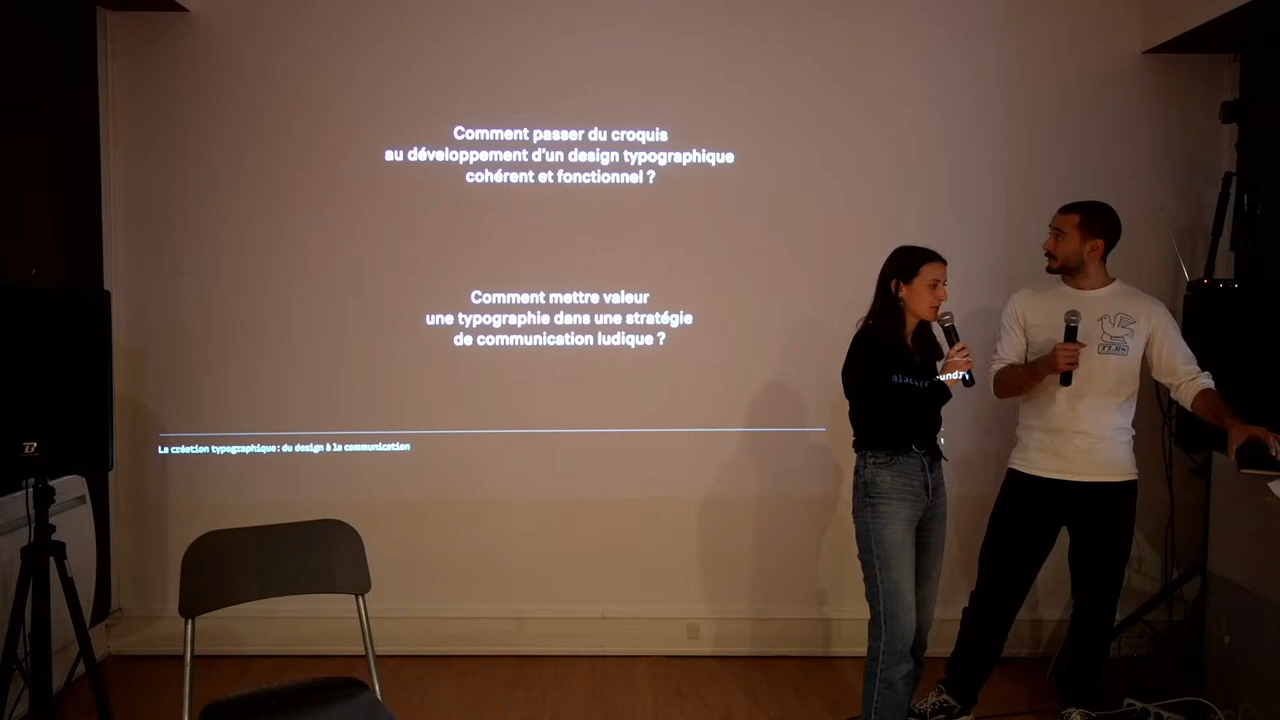 Comment passer du croquis
au développement d'un design typographique
cohérent et fonctionnel ?
Comment mettre valeur
une typographie dans une stratégie
de communication ludique ?
La création typographique : du design à la communication
TLRS